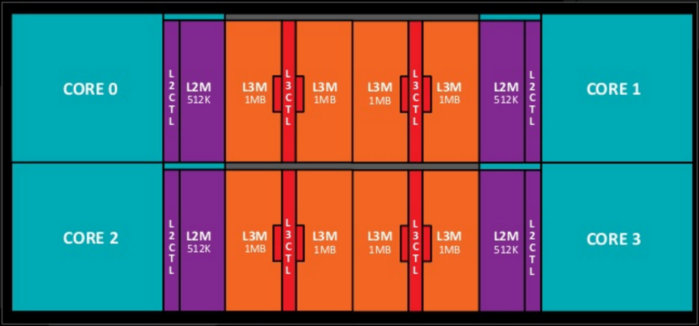 CORE 0
L2CTL
L2M
512K
L3M
1MB
L3CTL
L3M
1MB
L3M
1MB
L3CTL
L3M
1MB
L2M
512K
L2CTL
CORE 1
CORE 2
L2CTL
L2M
512K
L3M
1MB
L3CTL
L3M
1MB
L3M
1MB
L3CTL
L3M
1MB
L2M
512K
L2CTL
CORE 3